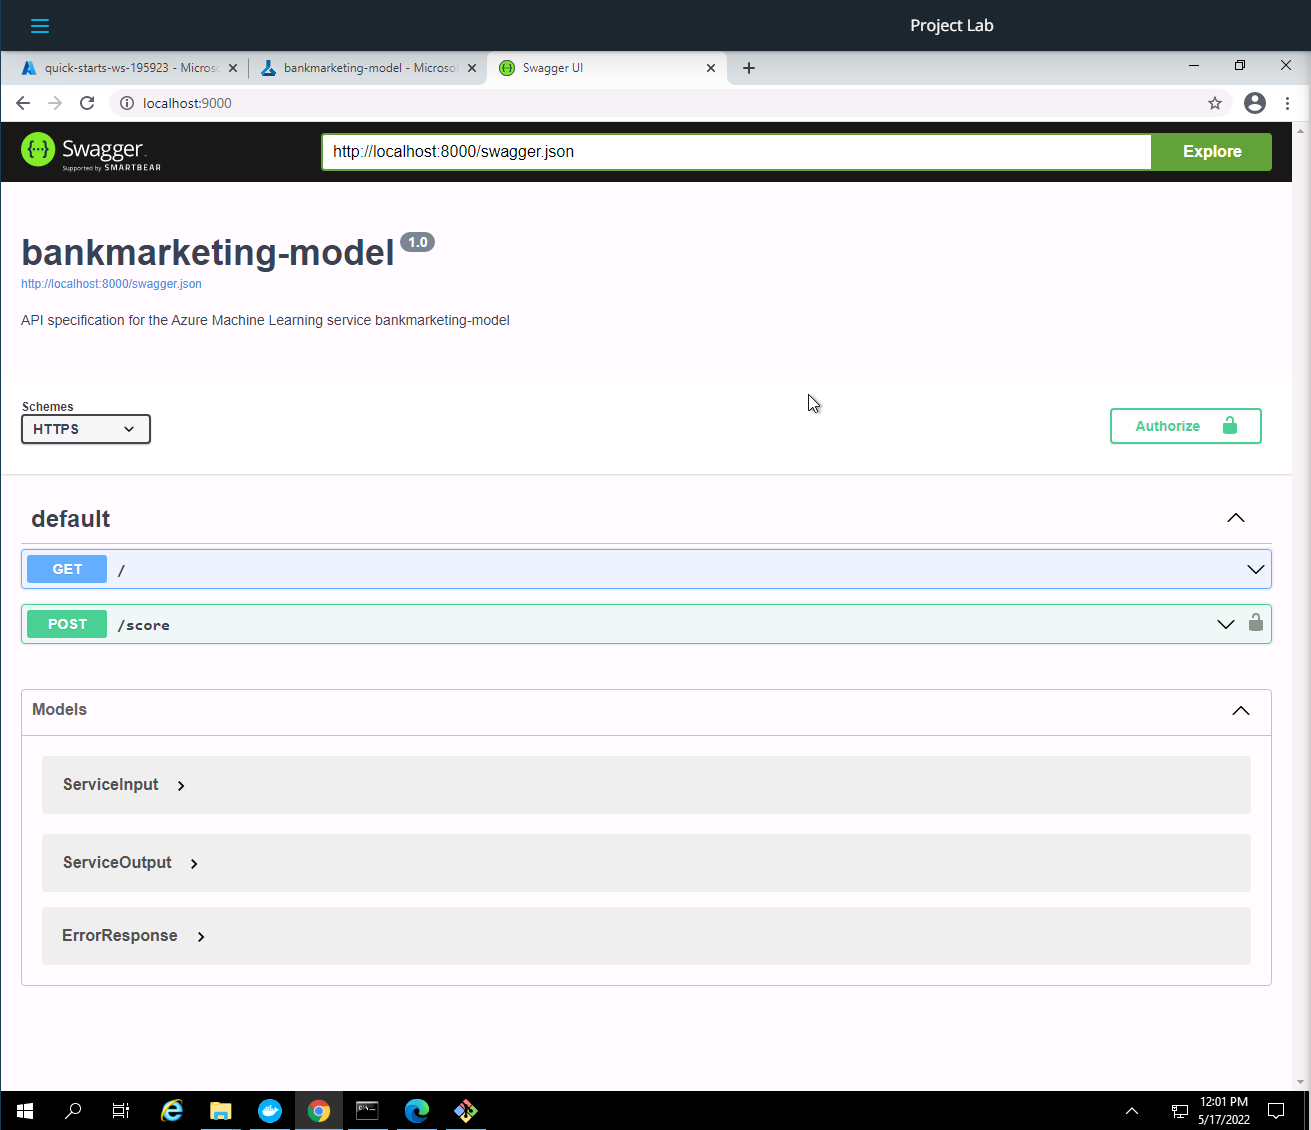 Project Lab
quick-starts-ws-195923 - Micros
bankmarketing-model - Microsof
Swagger UI
localhost:9000
Swagger
Supported by SMARTBEAR
http://localhost:8000/swagger.json
Explore
bankmarketing-model 1.0
http://localhost:8000/swagger.json
API specification for the Azure Machine Learning service bankmarketing-model
Schemes
HTTPS
Authorize
default
GET /
POST /score
Models
ServiceInput
ServiceOutput
ErrorResponse
12:01 PM
5/17/2022